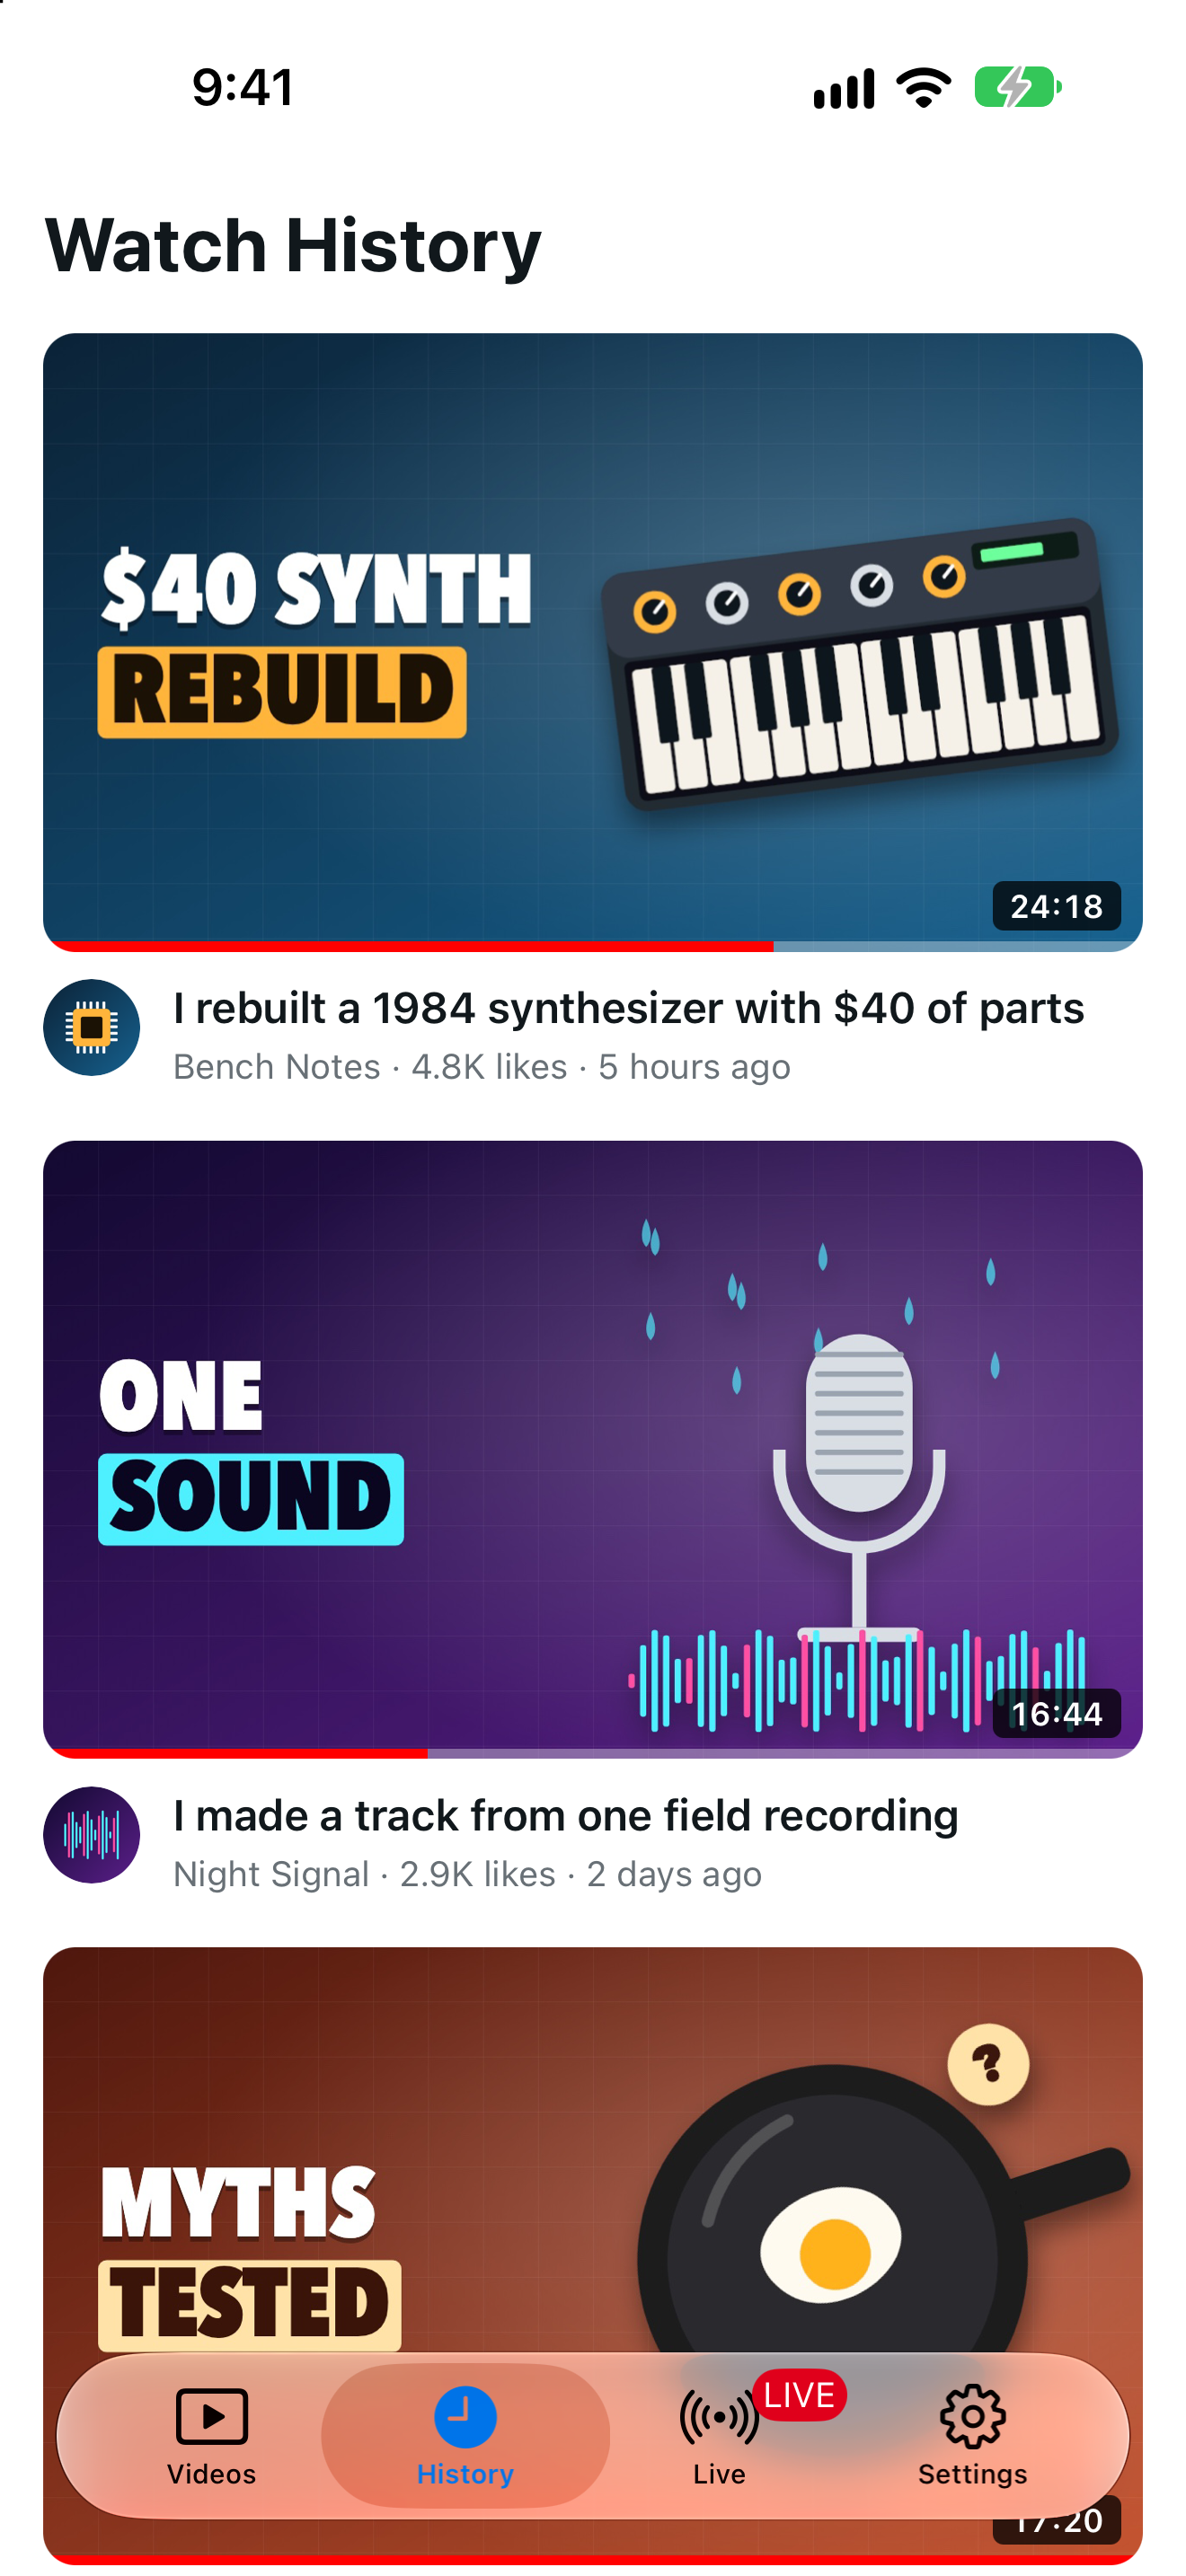 9:41
Watch History
$40 SYNTH
REBUILD
24:18
I rebuilt a 1984 synthesizer with $40 of parts
Bench Notes · 4.8K likes · 5 hours ago
ONE
SOUND
16:44
I made a track from one field recording
Night Signal · 2.9K likes · 2 days ago
?
MYTHS
TESTED
LIVE
Videos
History
Live
Settings
17:20